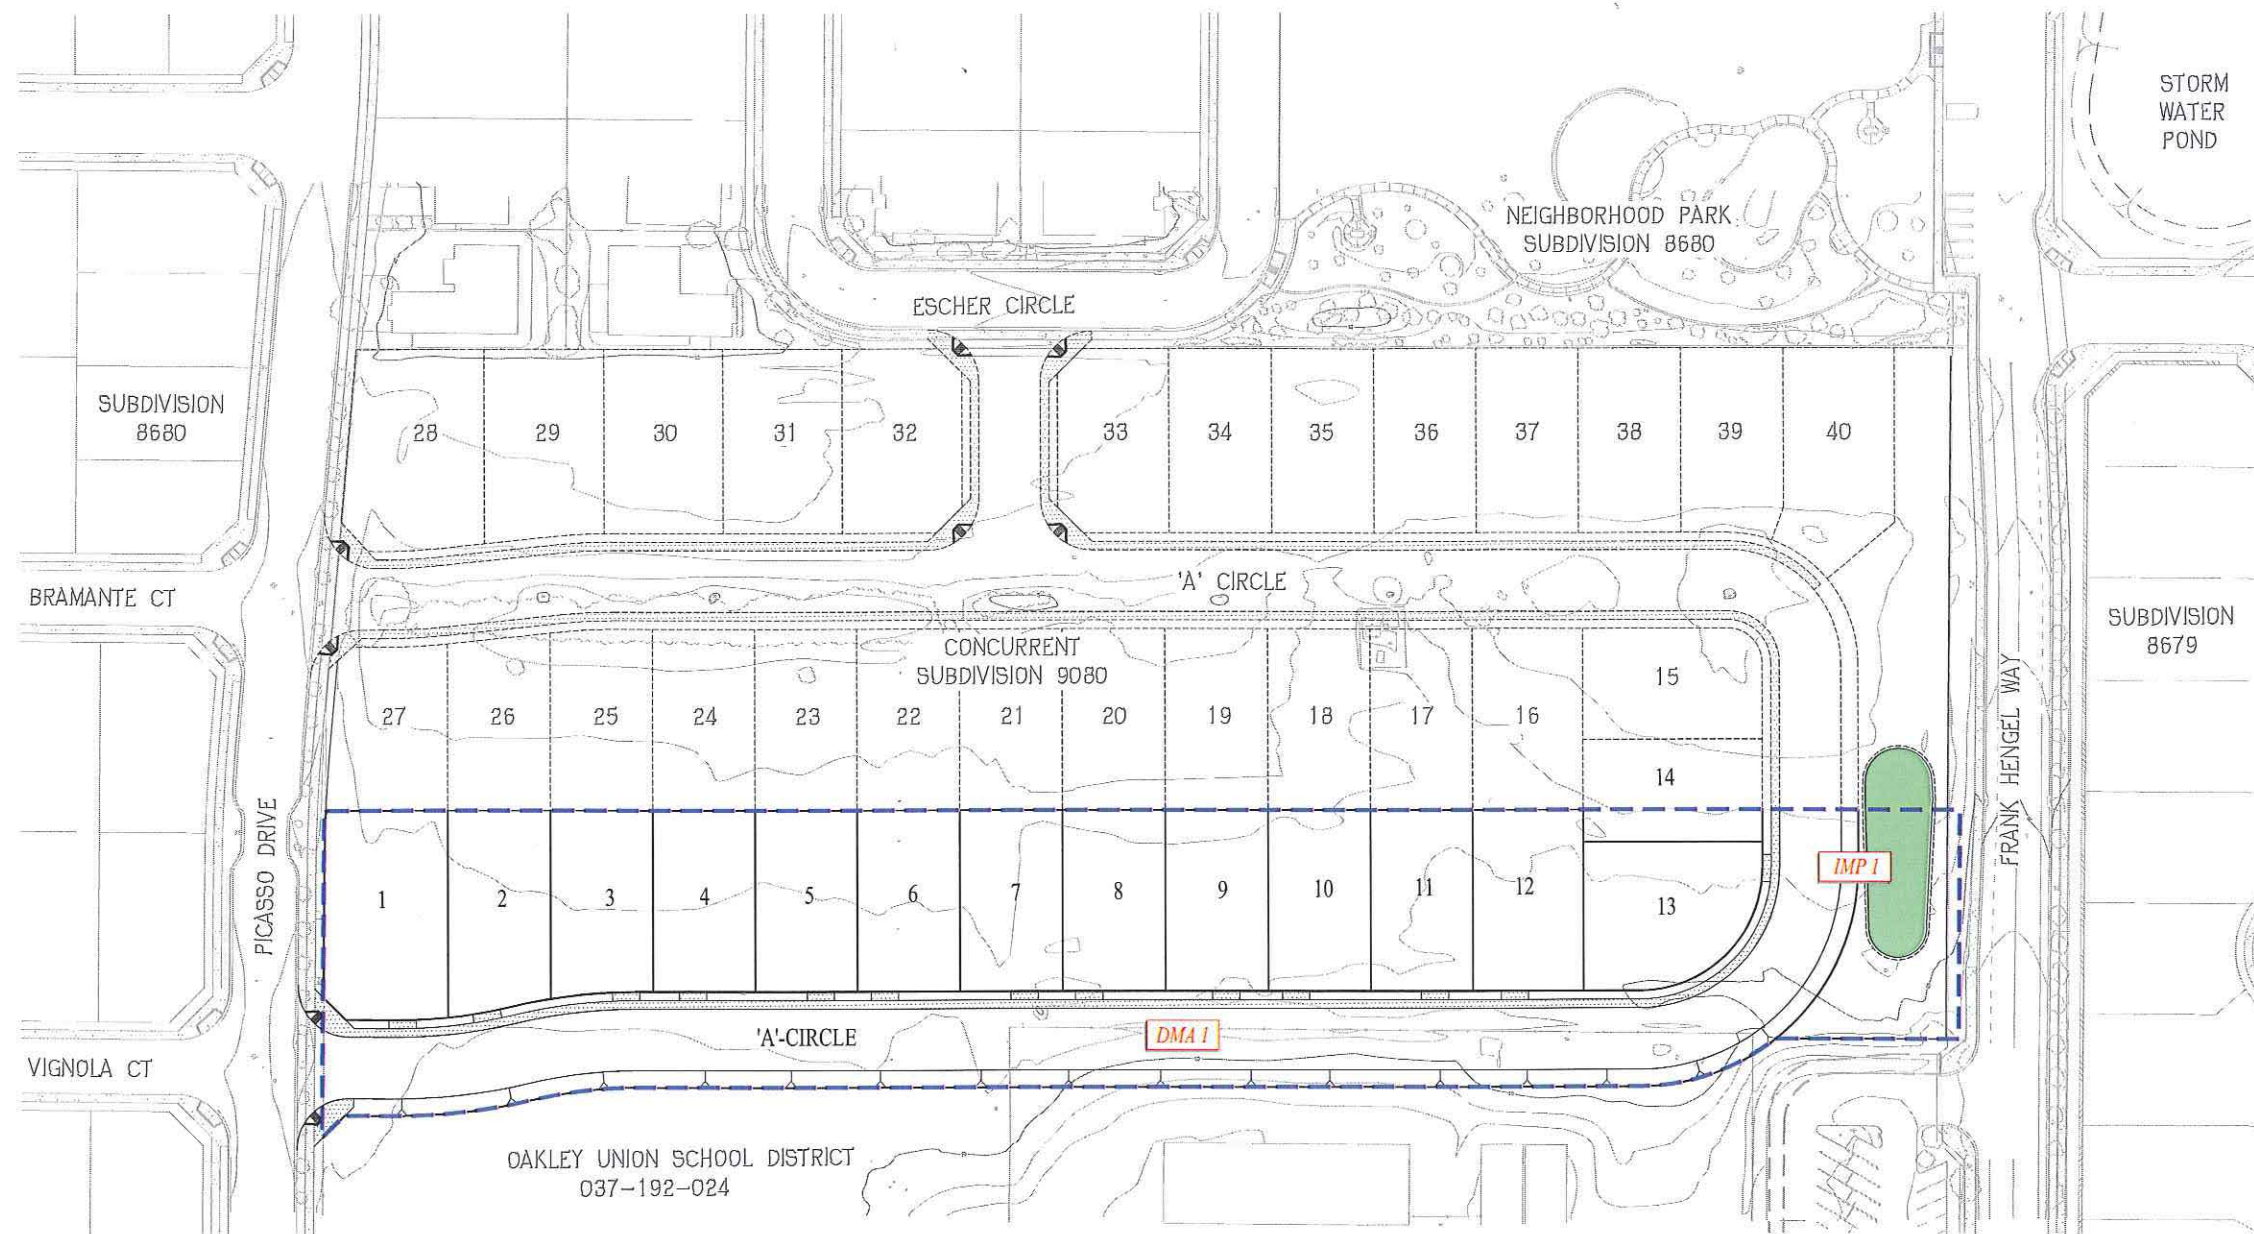 STORM
WATER
POND
NEIGHBORHOOD PARK
SUBDIVISION 8680
ESCHER CIRCLE
SUBDIVISION
8680
28
29
30
31
32
33
34
35
36
37
38
39
40
BRAMANTE CT
'A' CIRCLE
SUBDIVISION
8679
CONCURRENT
SUBDIVISION 9080
27
26
25
24
23
22
21
20
19
18
17
16
15
14
FRANK HENGEL WAY
PICASSO DRIVE
IMP 1
1
2
3
4
5
6
7
8
9
10
11
12
13
'A'-CIRCLE
DMA 1
VIGNOLA CT
OAKLEY UNION SCHOOL DISTRICT
037-192-024